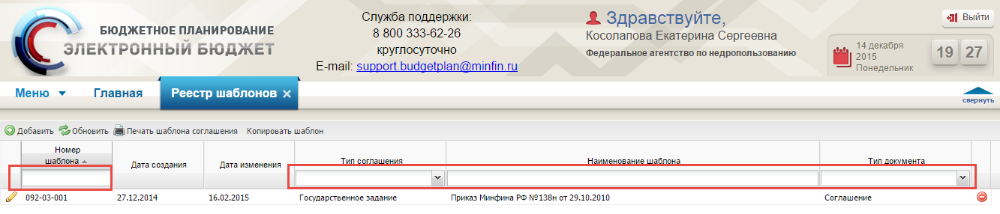 БЮДЖЕТНОЕ ПЛАНИРОВАНИЕ
ЭЛЕКТРОННЫЙ БЮДЖЕТ
Служба поддержки:
8 800 333-62-26
круглосуточно
E-mail: support.budgetplan@minfin.ru
Здравствуйте,
Косолапова Екатерина Сергеевна
Федеральное агентство по недропользованию
Выйти
14 декабря
2015
Понедельник
19 27
Меню Главная Реестр шаблонов
свернуть
Добавить Обновить Печать шаблона соглашения Копировать шаблон
Номер
шаблона Дата создания Дата изменения Тип соглашения Наименование шаблона Тип документа
092-03-001 27.12.2014 16.02.2015 Государственное задание Приказ Минфина РФ №138н от 29.10.2010 Соглашение